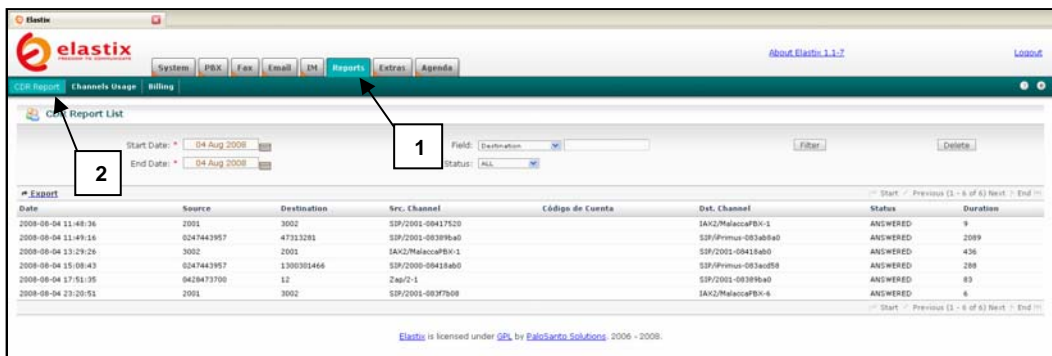 Elastix
elastix
FREEDOM TO COMMUNICATE
System PBX Fax Email IM Reports Extras Agenda
About Elastix 1.1-7
Logout
CDR Report Channels Usage Billing
CDR Report List
1
2
Start Date: * 04 Aug 2008 Field: Destination Filter Delete
End Date: * 04 Aug 2008 Status: ALL
Export Start Previous (1 - 6 of 6) Next End
Date Source Destination Src. Channel Código de Cuenta Dst. Channel Status Duration
2008-08-04 11:48:36 2001 3002 SIP/2001-08417520 IAX2/MalaccaPBX-1 ANSWERED 9
2008-08-04 11:49:16 0247443957 47313281 SIP/2001-08389ba0 SIP/iPrimus-083ab8a0 ANSWERED 2089
2008-08-04 13:29:26 3002 2001 IAX2/MalaccaPBX-1 SIP/2001-08418ab0 ANSWERED 436
2008-08-04 15:08:43 0247443957 1300301466 SIP/2000-08418ab0 SIP/iPrimus-083acd58 ANSWERED 288
2008-08-04 17:51:35 0428473700 12 Zap/2-1 SIP/2001-08389ba0 ANSWERED 83
2008-08-04 23:20:51 2001 3002 SIP/2001-083f7b08 IAX2/MalaccaPBX-6 ANSWERED 6
Start Previous (1 - 6 of 6) Next End
Elastix is licensed under GPL by PaloSanto Solutions. 2006 - 2008.